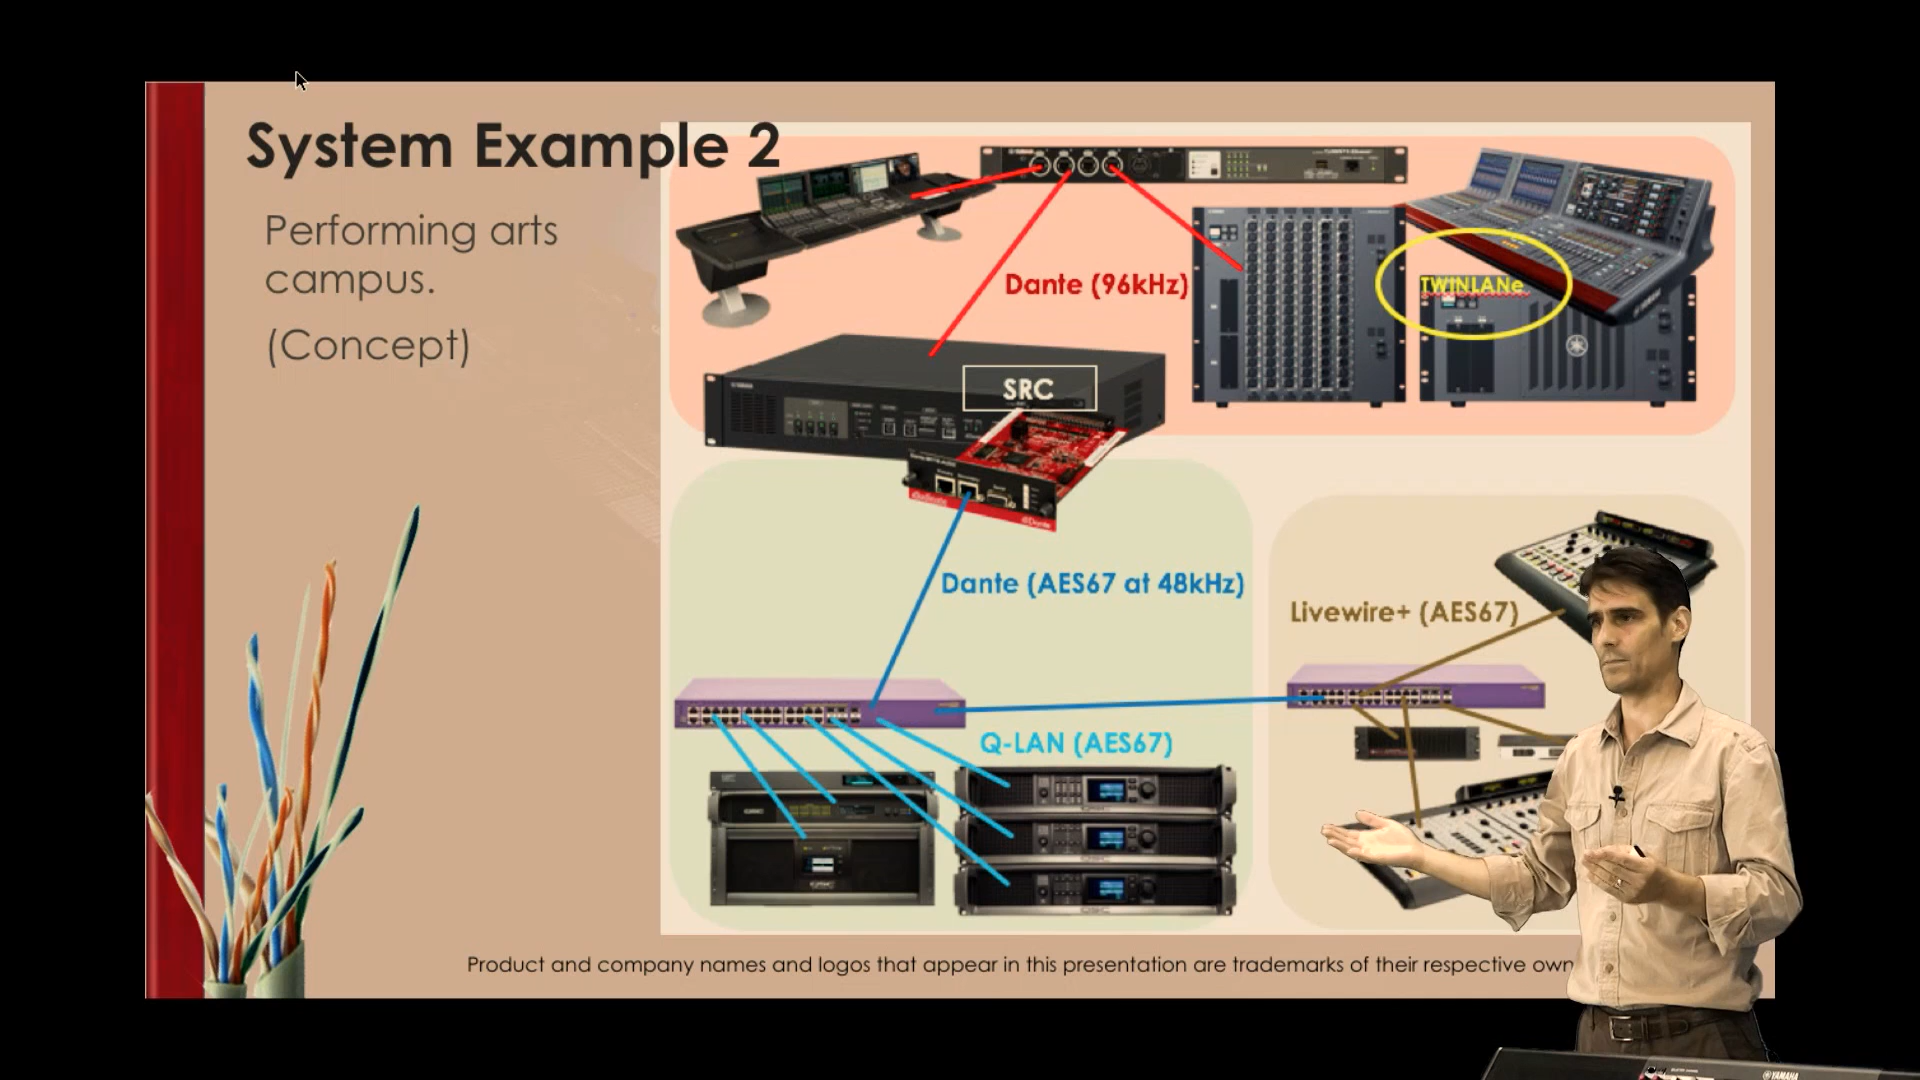 System Example 2
Performing arts
campus.
(Concept)
Dante (96kHz)
TWINLANe
SRC
Dante (AES67 at 48kHz)
Livewire+ (AES67)
Q-LAN (AES67)
Product and company names and logos that appear in this presentation are trademarks of their respective own
YAMAHA